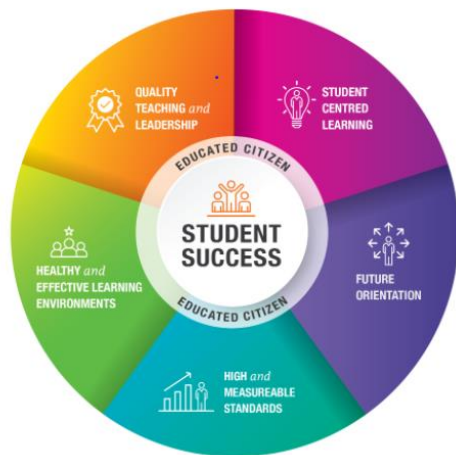 QUALITY
TEACHING and
LEADERSHIP
STUDENT
CENTRED
LEARNING
EDUCATED CITIZEN
STUDENT
SUCCESS
EDUCATED CITIZEN
HEALTHY and
EFFECTIVE LEARNING
ENVIRONMENTS
FUTURE
ORIENTATION
HIGH and
MEASUREABLE
STANDARDS